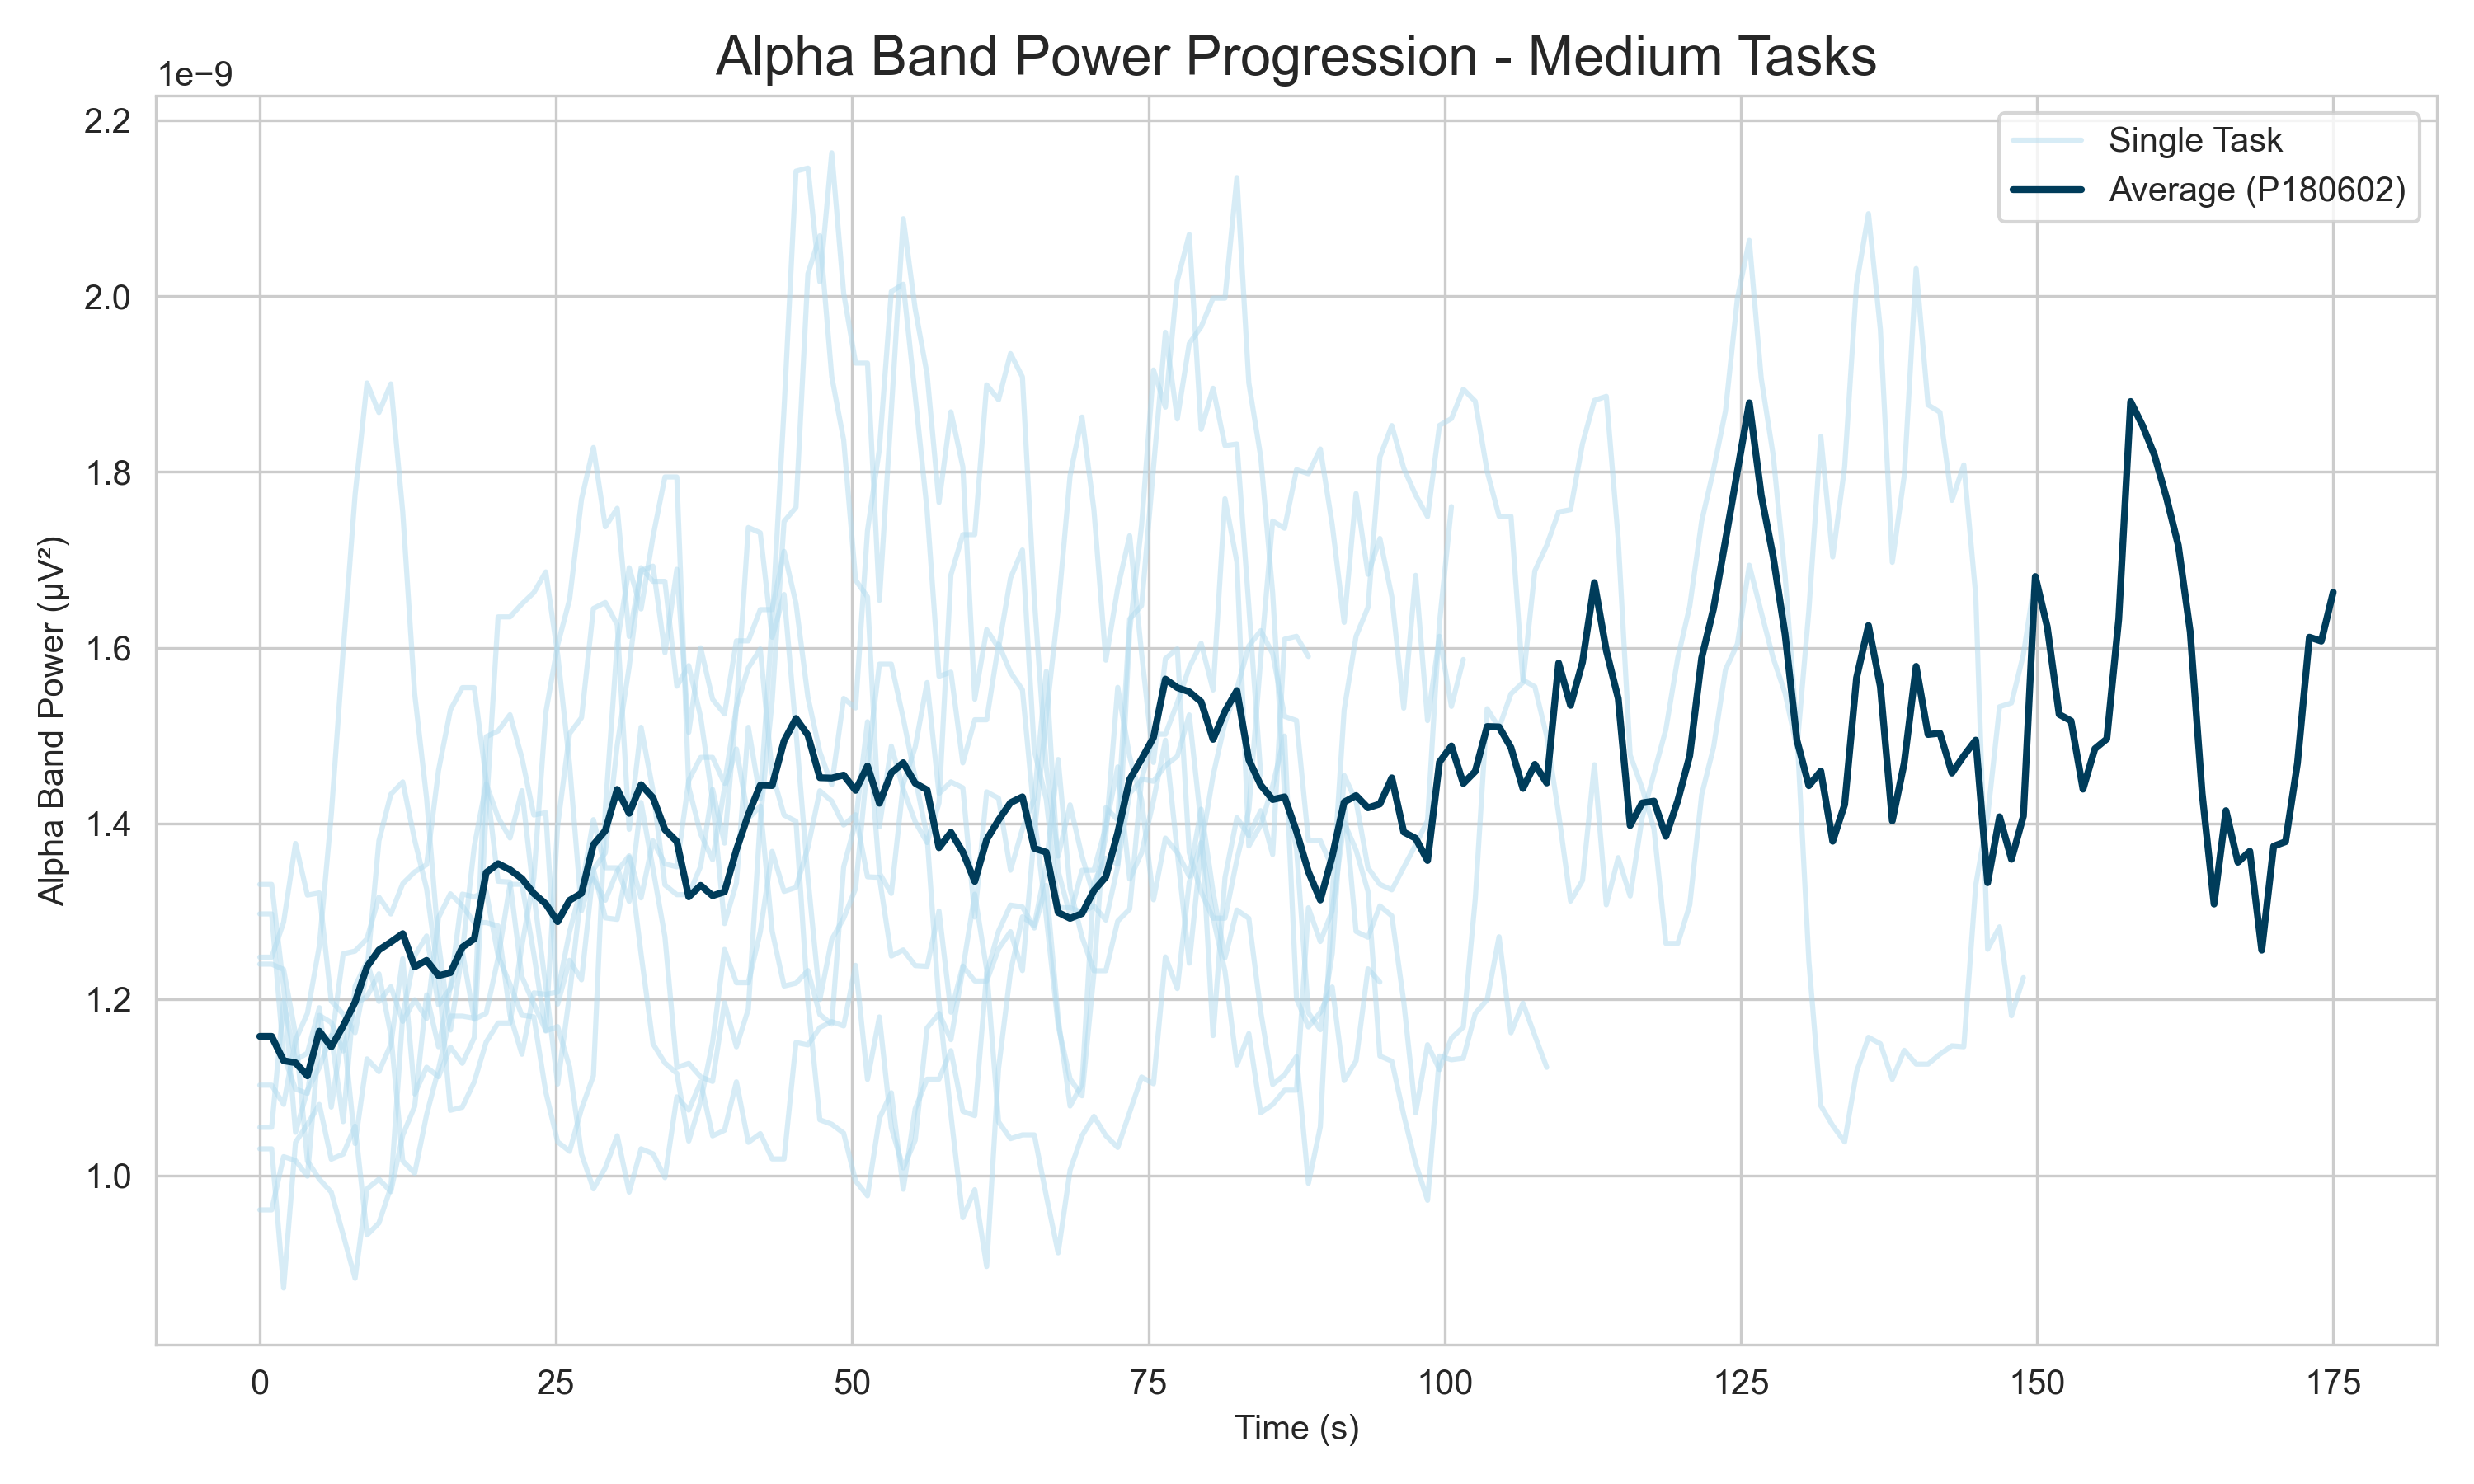 Alpha Band Power Progression - Medium Tasks
1e−9
2.2
2.0
1.8
1.6
1.4
1.2
1.0
Alpha Band Power (µV²)
Single Task
Average (P180602)
0 25 50 75 100 125 150 175
Time (s)